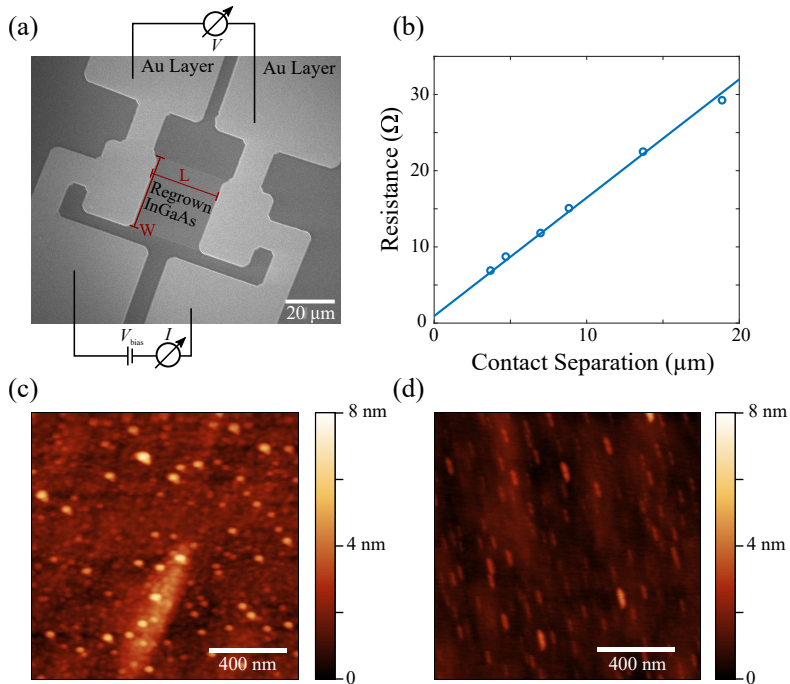 (a)
V
Au Layer
Au Layer
L
Regrown
InGaAs
W
20 μm
V_bias
I
(b)
Resistance (Ω)
30
20
10
0
0
10
20
Contact Separation (μm)
(c)
8 nm
4 nm
0
400 nm
(d)
8 nm
4 nm
0
400 nm